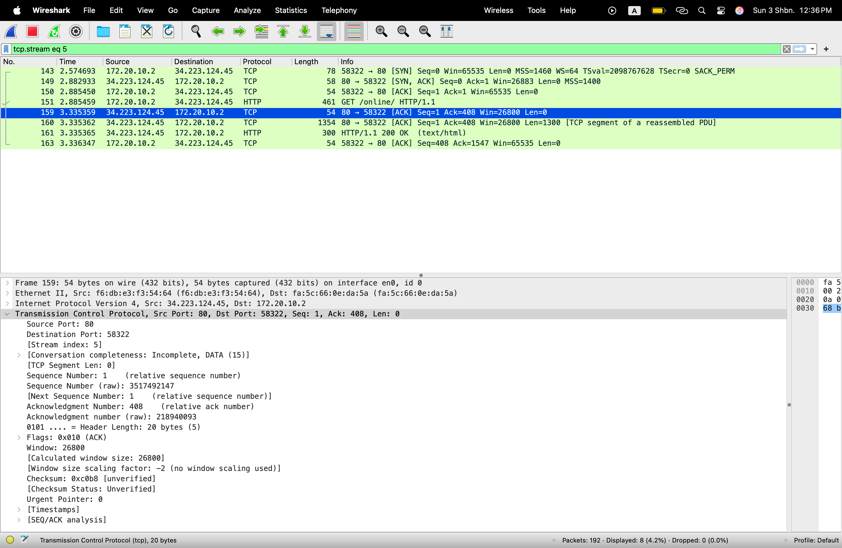 Wireshark File Edit View Go Capture Analyze Statistics Telephony Wireless Tools Help A Sun 3 Shbn. 12:36 PM
tcp.stream eq 5
No. Time Source Destination Protocol Length Info
143 2.574693 172.20.10.2 34.223.124.45 TCP 78 58322 → 80 [SYN] Seq=0 Win=65535 Len=0 MSS=1460 WS=64 TSval=2098767628 TSecr=0 SACK_PERM
149 2.882933 34.223.124.45 172.20.10.2 TCP 58 80 → 58322 [SYN, ACK] Seq=0 Ack=1 Win=26883 Len=0 MSS=1400
150 2.885450 172.20.10.2 34.223.124.45 TCP 54 58322 → 80 [ACK] Seq=1 Ack=1 Win=65535 Len=0
151 2.885459 172.20.10.2 34.223.124.45 HTTP 461 GET /online/ HTTP/1.1
159 3.335359 34.223.124.45 172.20.10.2 TCP 54 80 → 58322 [ACK] Seq=1 Ack=408 Win=26800 Len=0
160 3.335362 34.223.124.45 172.20.10.2 TCP 1354 80 → 58322 [ACK] Seq=1 Ack=408 Win=26800 Len=1300 [TCP segment of a reassembled PDU]
161 3.335365 34.223.124.45 172.20.10.2 HTTP 300 HTTP/1.1 200 OK (text/html)
163 3.336347 172.20.10.2 34.223.124.45 TCP 54 58322 → 80 [ACK] Seq=408 Ack=1547 Win=65535 Len=0
Frame 159: 54 bytes on wire (432 bits), 54 bytes captured (432 bits) on interface en0, id 0
Ethernet II, Src: f6:db:e3:f3:54:64 (f6:db:e3:f3:54:64), Dst: fa:5c:66:0e:da:5a (fa:5c:66:0e:da:5a)
Internet Protocol Version 4, Src: 34.223.124.45, Dst: 172.20.10.2
Transmission Control Protocol, Src Port: 80, Dst Port: 58322, Seq: 1, Ack: 408, Len: 0
Source Port: 80
Destination Port: 58322
[Stream index: 5]
[Conversation completeness: Incomplete, DATA (15)]
[TCP Segment Len: 0]
Sequence Number: 1 (relative sequence number)
Sequence Number (raw): 3517492147
[Next Sequence Number: 1 (relative sequence number)]
Acknowledgment Number: 408 (relative ack number)
Acknowledgment number (raw): 218940093
0101 .... = Header Length: 20 bytes (5)
Flags: 0x010 (ACK)
Window: 26800
[Calculated window size: 26800]
[Window size scaling factor: -2 (no window scaling used)]
Checksum: 0xc0b8 [unverified]
[Checksum Status: Unverified]
Urgent Pointer: 0
[Timestamps]
[SEQ/ACK analysis]
0000 fa 5
0010 00 2
0020 0a 0
0030 68 b
Transmission Control Protocol (tcp), 20 bytes Packets: 192 · Displayed: 8 (4.2%) · Dropped: 0 (0.0%) Profile: Default